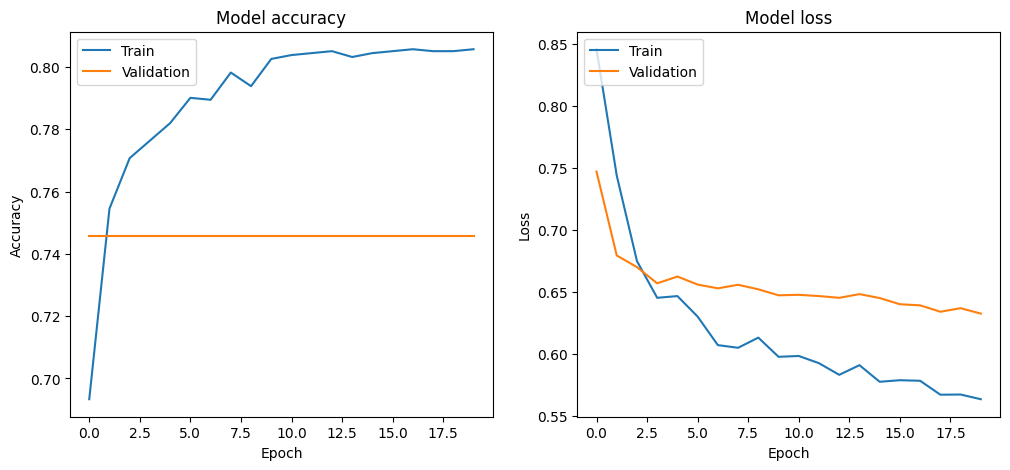 Model accuracy
Train
Validation
0.80
0.78
0.76
0.74
0.72
0.70
Accuracy
0.0 2.5 5.0 7.5 10.0 12.5 15.0 17.5
Epoch
Model loss
Train
Validation
0.85
0.80
0.75
0.70
0.65
0.60
0.55
Loss
0.0 2.5 5.0 7.5 10.0 12.5 15.0 17.5
Epoch